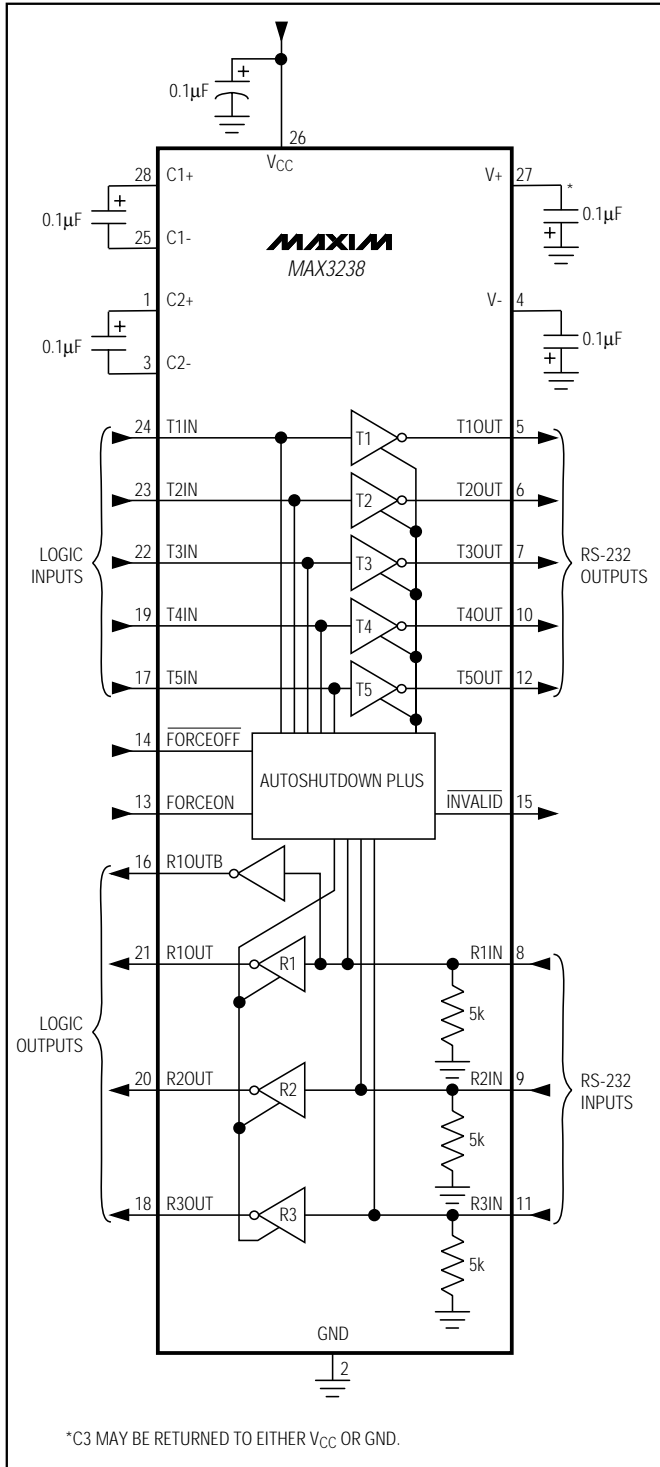 0.1µF
+
26
VCC
28 C1+ V+ 27 *
0.1µF + + 0.1µF
25 C1-
MAXIM
MAX3238
1 C2+ V- 4
0.1µF + + 0.1µF
3 C2-
24 T1IN T1 T1OUT 5
23 T2IN T2 T2OUT 6
LOGIC INPUTS
22 T3IN T3 T3OUT 7
RS-232 OUTPUTS
19 T4IN T4 T4OUT 10
17 T5IN T5 T5OUT 12
14 FORCEOFF
AUTOSHUTDOWN PLUS
13 FORCEON INVALID 15
16 R1OUTB
21 R1OUT R1 R1IN 8
5k
LOGIC OUTPUTS
20 R2OUT R2 R2IN 9
RS-232 INPUTS
5k
18 R3OUT R3 R3IN 11
5k
GND
2
*C3 MAY BE RETURNED TO EITHER VCC OR GND.